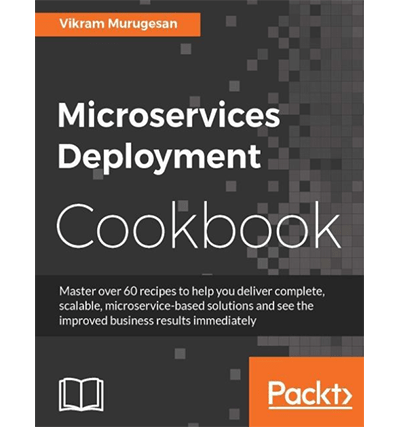 Vikram Murugesan
Microservices
Deployment
Cookbook
Master over 60 recipes to help you deliver complete,
scalable, microservice-based solutions and see the
improved business results immediately
Packt>